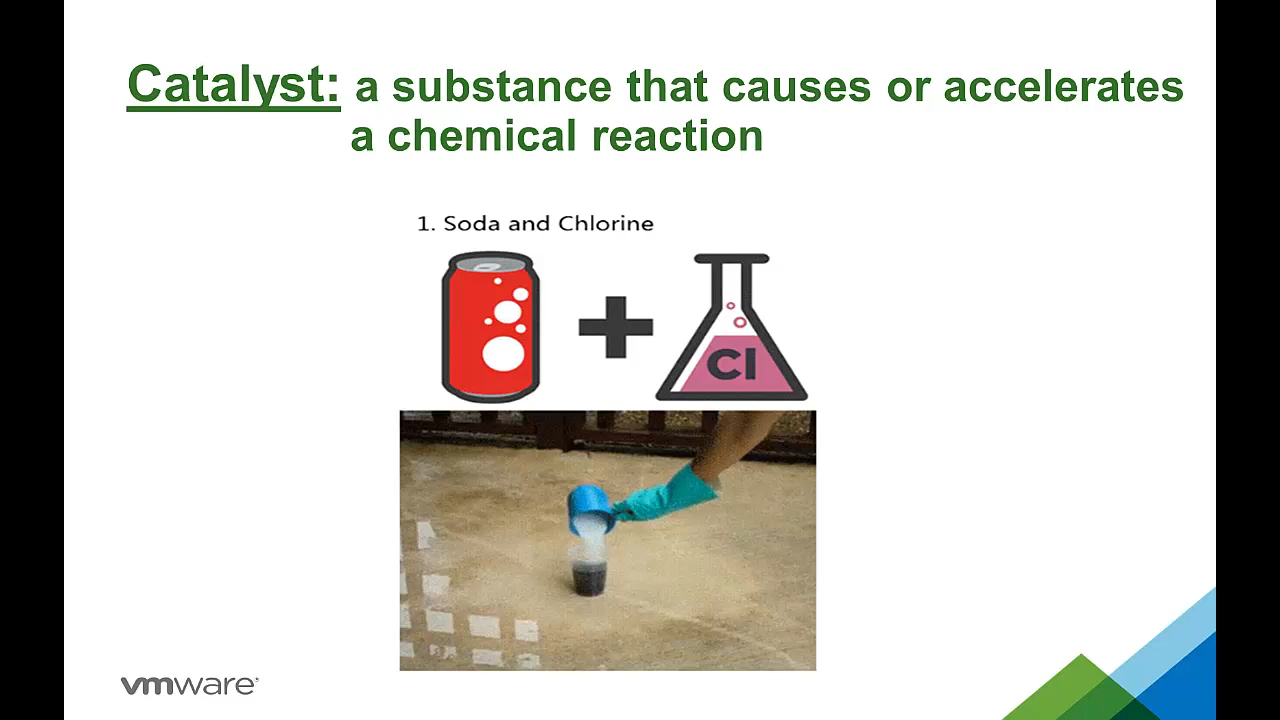 Catalyst: a substance that causes or accelerates
a chemical reaction
1. Soda and Chlorine
Cl
vmware®